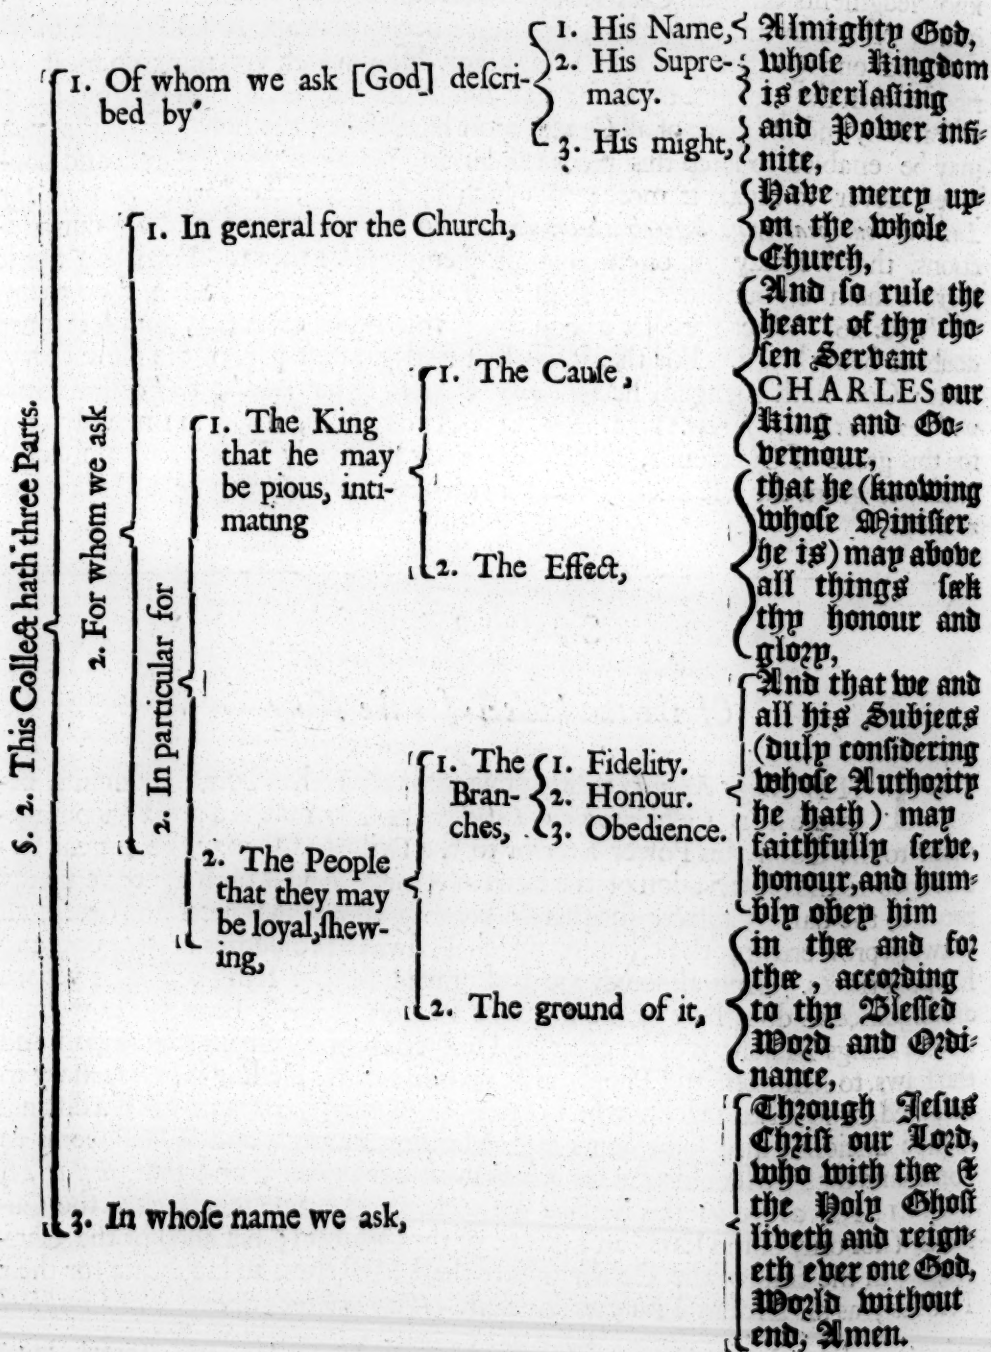 §. 2. This Collect hath three Parts.
1. Of whom we ask [God] deſcri-
bed by
1. His Name,
Almighty God,
2. His Supre-
macy.
whoſe Kingdom
is everlaſting
3. His might,
and Power infi-
nite,
2. For whom we ask
1. In general for the Church,
Have mercy up-
on the whole
Church,
2. In particular for
1. The King
that he may
be pious, inti-
mating
1. The Cauſe,
And ſo rule the
heart of thy cho-
ſen Servant
CHARLES our
King and Go-
vernour,
2. The Effect,
that he (knowing
whoſe Miniſter
he is) may above
all things ſeek
thy honour and
glory,
2. The People
that they may
be loyal, ſhew-
ing,
1. The
Bran-
ches,
1. Fidelity.
2. Honour.
3. Obedience.
And that we and
all his Subjects
(duly conſidering
whoſe Authority
he hath) may
faithfully ſerve,
honour, and hum-
bly obey him
2. The ground of it,
in thee and for
thee, according
to thy Bleſſed
Word and Ordi-
nance,
3. In whoſe name we ask,
Through Jeſus
Chriſt our Lord,
who with thee &
the Holy Ghoſt
liveth and reign-
eth ever one God,
World without
end, Amen.